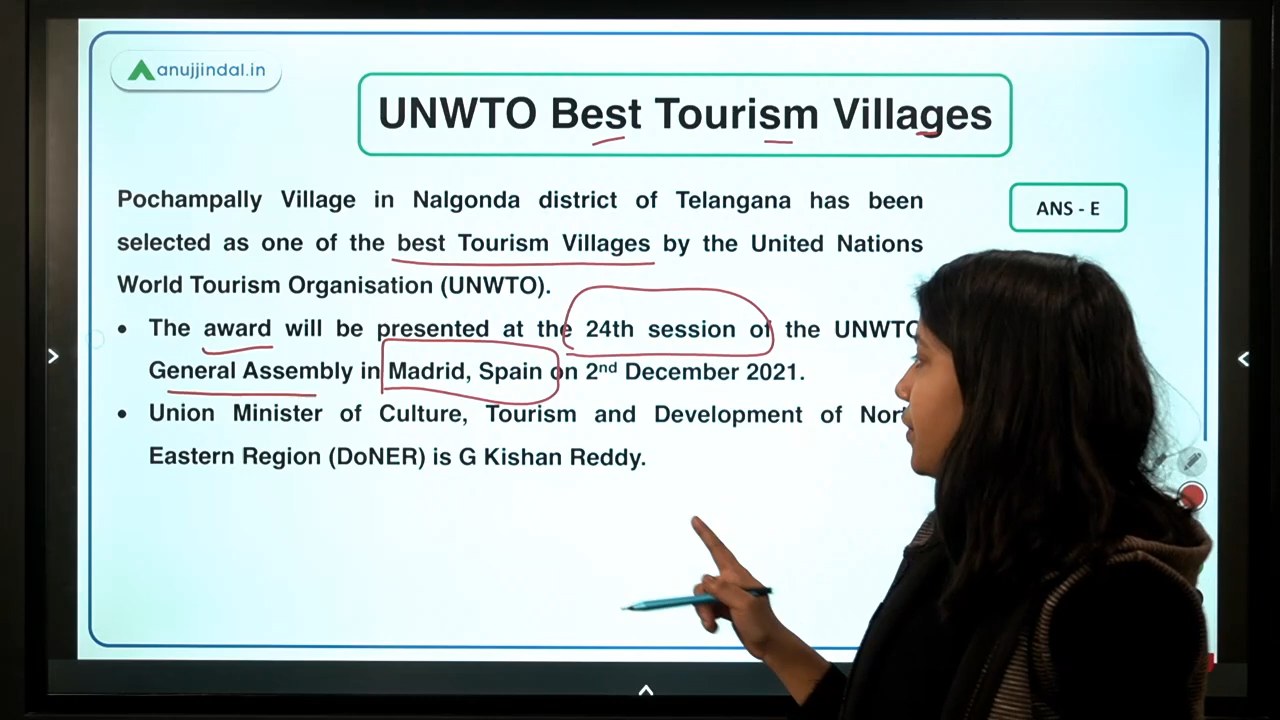 anujjindal.in
UNWTO Best Tourism Villages
Pochampally Village in Nalgonda district of Telangana has been
selected as one of the best Tourism Villages by the United Nations
World Tourism Organisation (UNWTO).
ANS - E
• The award will be presented at the 24th session of the UNWTO
General Assembly in Madrid, Spain on 2nd December 2021.
• Union Minister of Culture, Tourism and Development of North
Eastern Region (DoNER) is G Kishan Reddy.